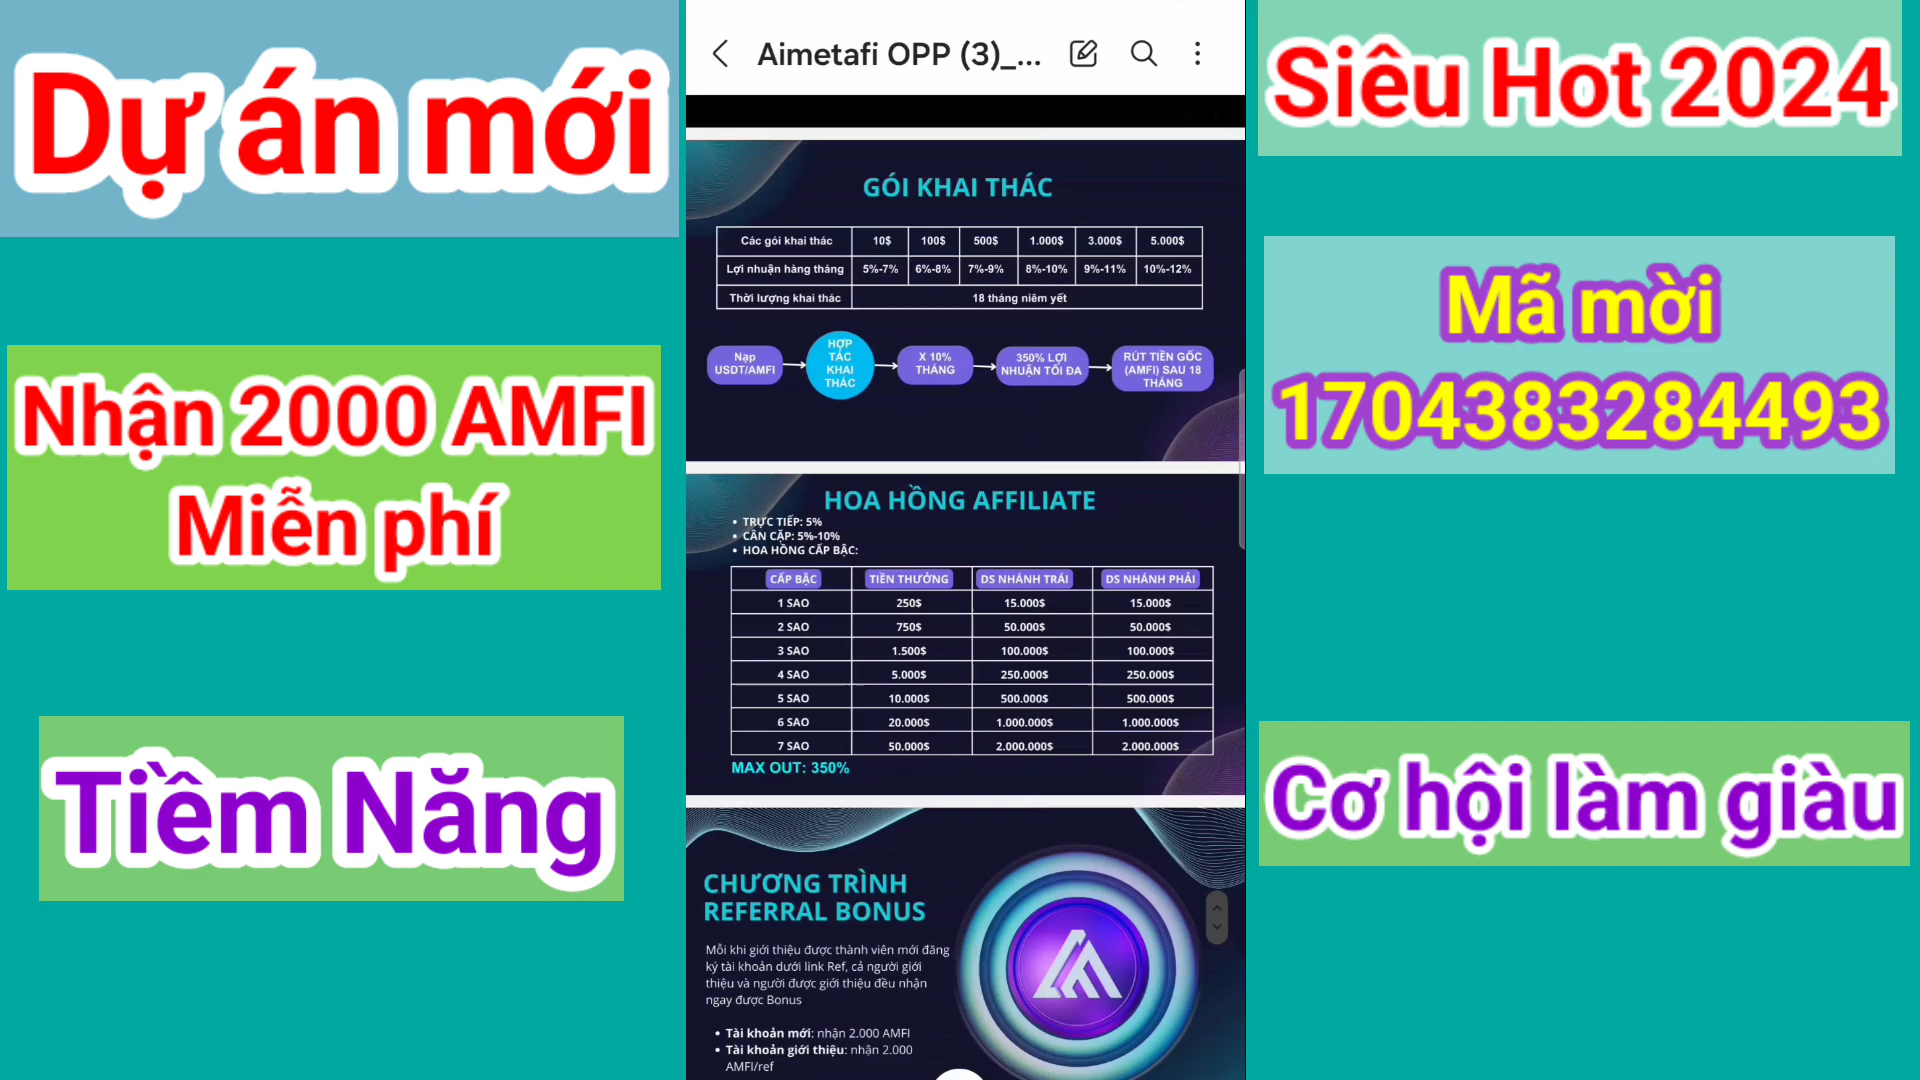 Dự án mới
Nhận 2000 AMFI
Miễn phí
Tiềm Năng
Aimetafi OPP (3)_...
GÓI KHAI THÁC
Các gói khai thác 10$ 100$ 500$ 1.000$ 3.000$ 5.000$
Lợi nhuận hàng tháng 5%-7% 6%-8% 7%-9% 8%-10% 9%-11% 10%-12%
Thời lượng khai thác 18 tháng niêm yết
Nạp
USDT/AMFI
HỢP
TÁC
KHAI
THÁC
X 10%
THÁNG
350% LỢI
NHUẬN TỐI ĐA
RÚT TIỀN GỐC
(AMFI) SAU 18
THÁNG
HOA HỒNG AFFILIATE
• TRỰC TIẾP: 5%
• CÂN CẶP: 5%-10%
• HOA HỒNG CẤP BẬC:
CẤP BẬC TIỀN THƯỞNG DS NHÁNH TRÁI DS NHÁNH PHẢI
1 SAO 250$ 15.000$ 15.000$
2 SAO 750$ 50.000$ 50.000$
3 SAO 1.500$ 100.000$ 100.000$
4 SAO 5.000$ 250.000$ 250.000$
5 SAO 10.000$ 500.000$ 500.000$
6 SAO 20.000$ 1.000.000$ 1.000.000$
7 SAO 50.000$ 2.000.000$ 2.000.000$
MAX OUT: 350%
CHƯƠNG TRÌNH
REFERRAL BONUS
Mỗi khi giới thiệu được thành viên mới đăng
ký tài khoản dưới link Ref, cả người giới
thiệu và người được giới thiệu đều nhận
ngay được Bonus
• Tài khoản mới: nhận 2.000 AMFI
• Tài khoản giới thiệu: nhận 2.000
AMFI/ref
Siêu Hot 2024
Mã mời
1704383284493
Cơ hội làm giàu